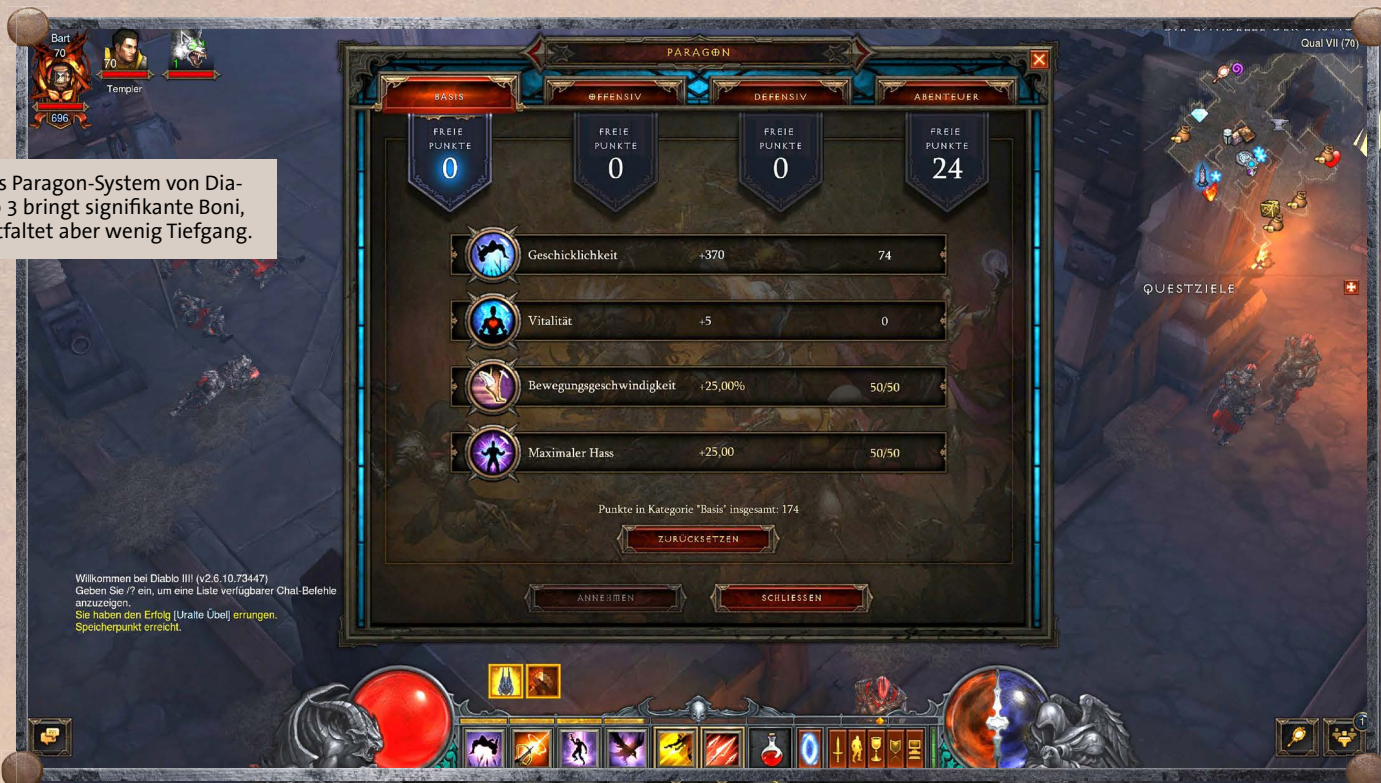 Bart
70
70
Templer
1
696
s Paragon-System von Dia-
3 bringt signifikante Boni,
tfaltet aber wenig Tiefgang.
PARAGON
BASIS
OFFENSIV
DEFENSIV
ABENTEUER
FREIE PUNKTE 0
FREIE PUNKTE 0
FREIE PUNKTE 0
FREIE PUNKTE 24
Geschicklichkeit +370 74
Vitalität +5 0
Bewegungsgeschwindigkeit +25,00% 50/50
Maximaler Hass +25,00 50/50
Punkte in Kategorie "Basis" insgesamt: 174
ZURÜCKSETZEN
ANNEHMEN
SCHLIESSEN
Qual VII (70)
QUESTZIELE
Willkommen bei Diablo III! (v2.6.10.73447)
Geben Sie /? ein, um eine Liste verfügbarer Chat-Befehle
anzuzeigen.
Sie haben den Erfolg [Uralte Übel] errungen.
Speicherpunkt erreicht.
1